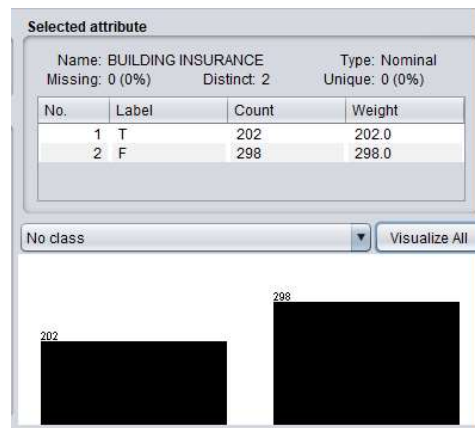 Selected attribute
Name: BUILDING INSURANCE Type: Nominal
Missing: 0 (0%) Distinct: 2 Unique: 0 (0%)
No. Label Count Weight
1 T 202 202.0
2 F 298 298.0
No class Visualize All
298
202